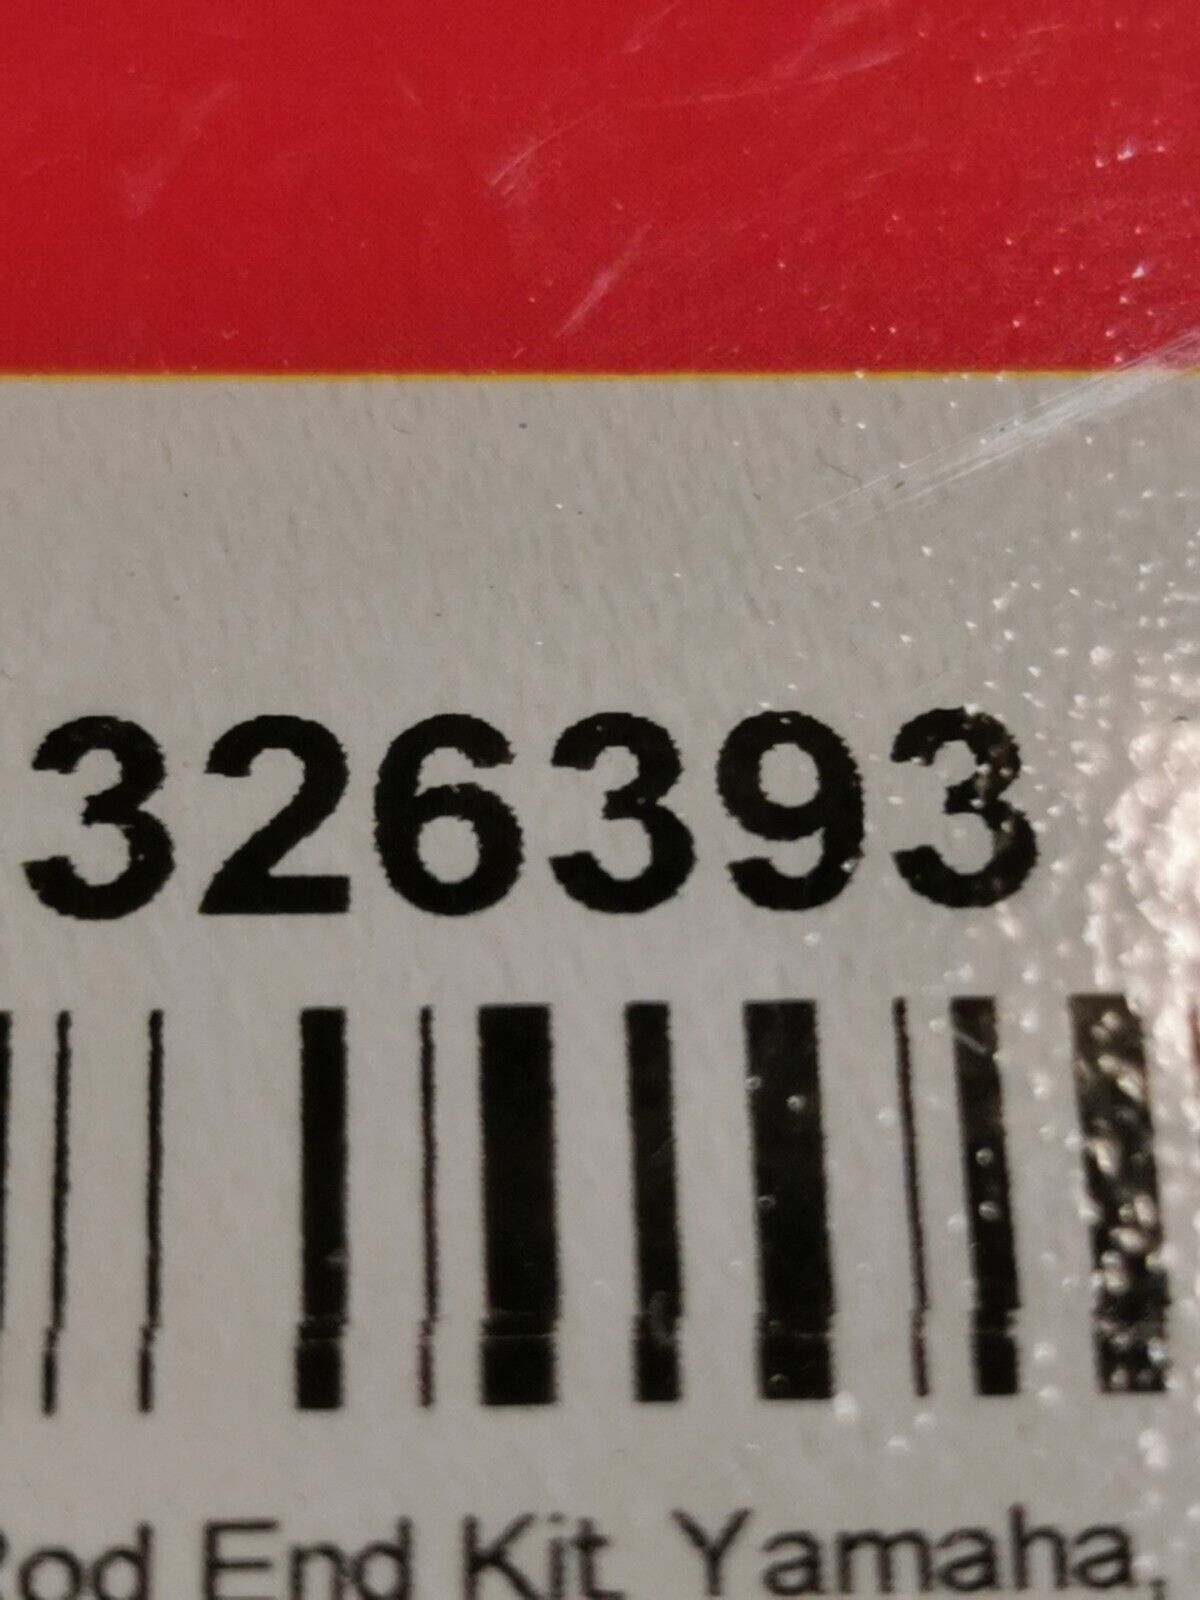 326393
Rod End Kit, Yamaha,